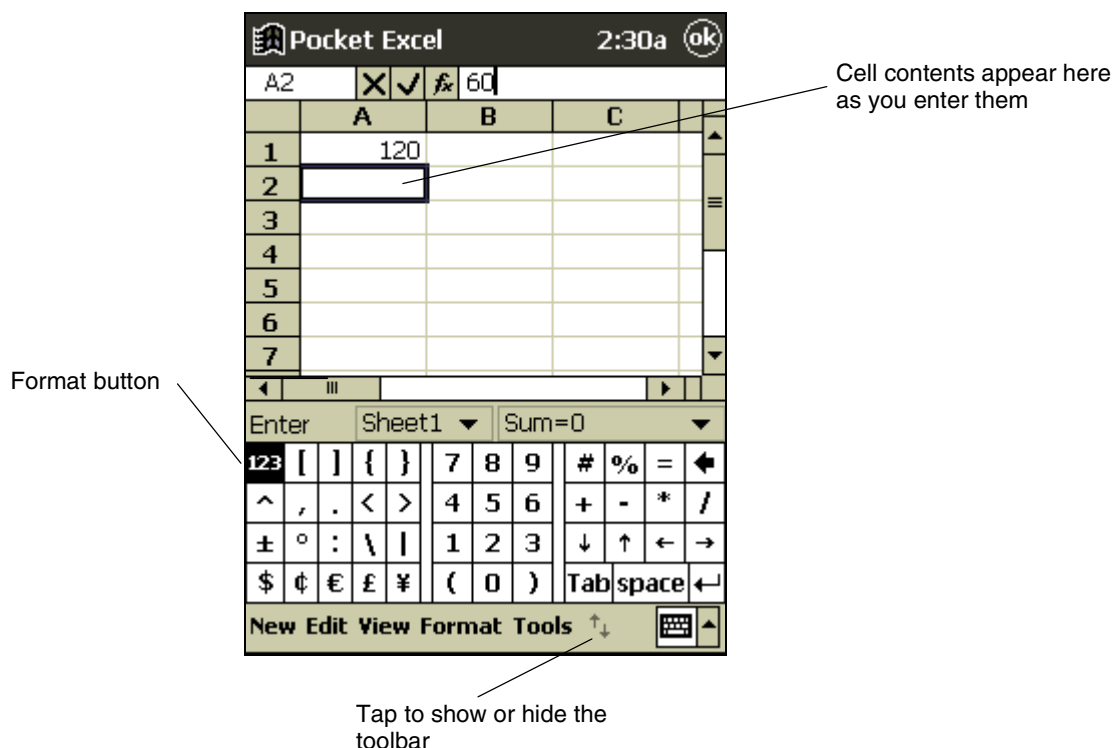 Pocket Excel 2:30a ok
A2 fx 60
Cell contents appear here
as you enter them
A B C
1 120
2
3
4
5
6
7
Format button
Enter Sheet1 Sum=0
123 [ ] { } 7 8 9 # % =
^ , . < > 4 5 6 + - * /
± ° : \ | 1 2 3 ↓ ↑ ← →
$ ¢ € £ ¥ ( 0 ) Tab space ↵
New Edit View Format Tools
Tap to show or hide the
toolbar